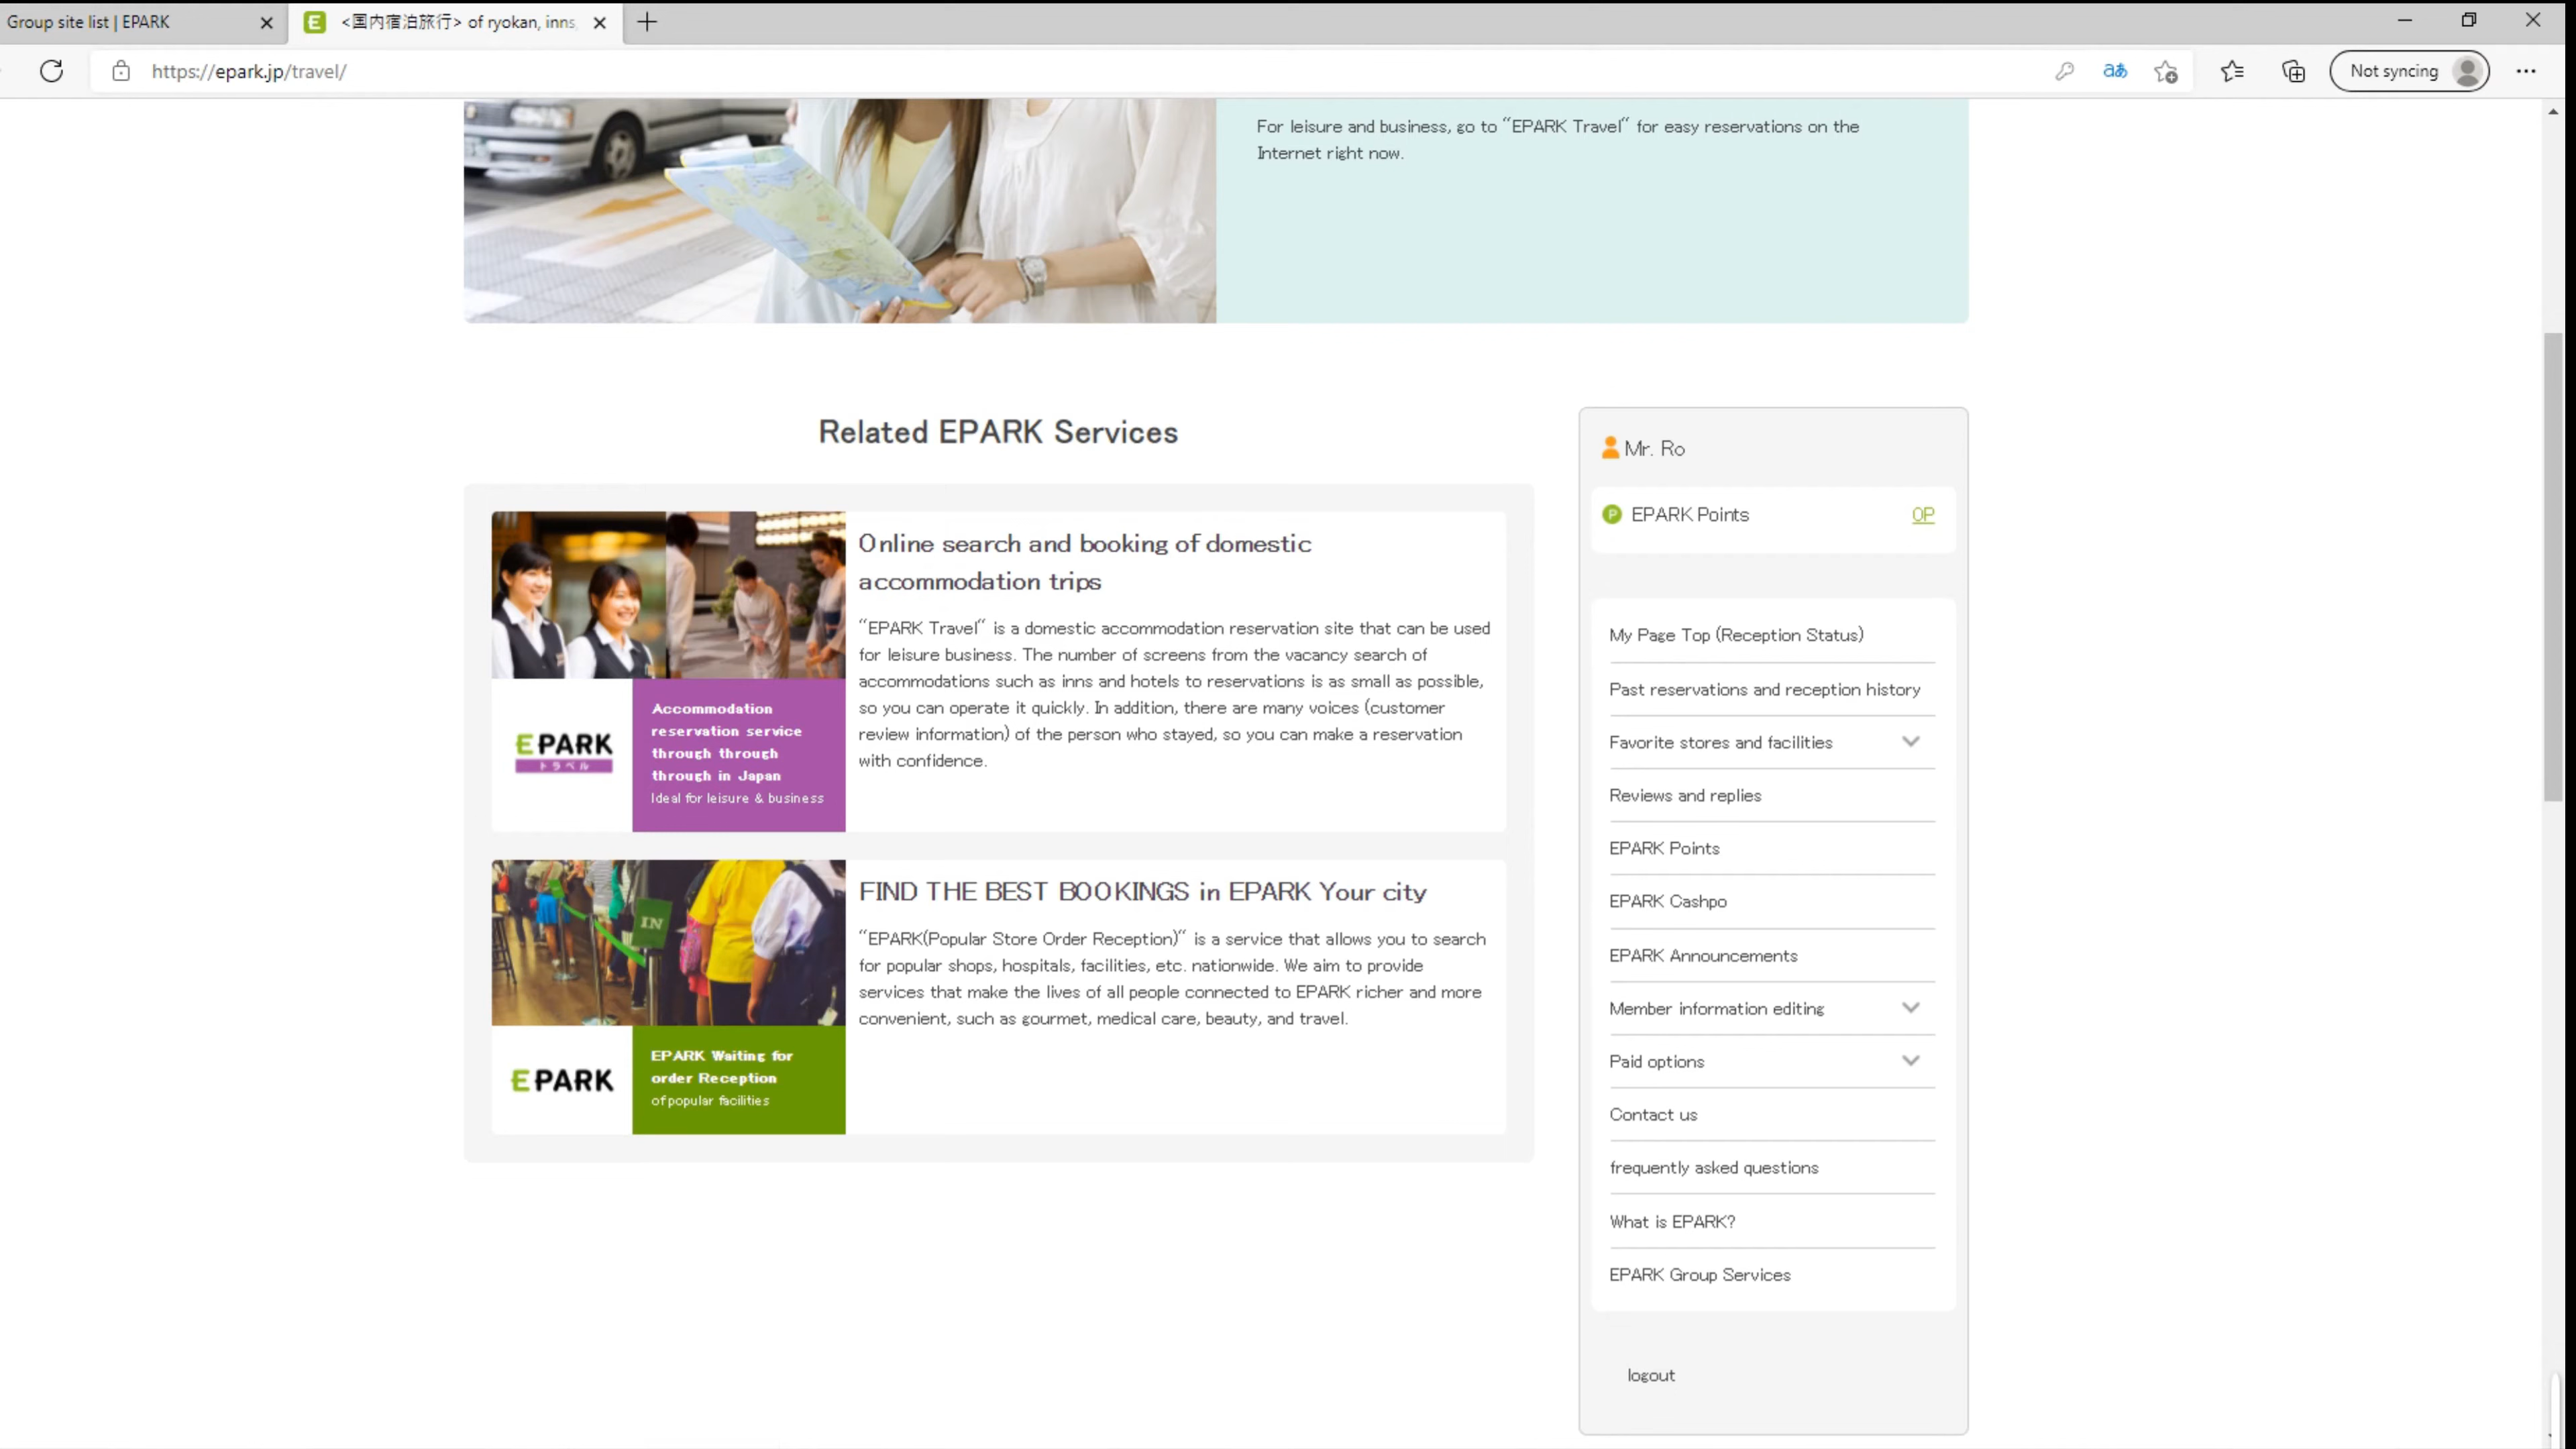 Group site list | EPARK
<国内宿泊旅行> of ryokan, inns,
https://epark.jp/travel/
aあ
Not syncing
For leisure and business, go to "EPARK Travel" for easy reservations on the
Internet right now.
Related EPARK Services
Online search and booking of domestic
accommodation trips
"EPARK Travel" is a domestic accommodation reservation site that can be used
for leisure business. The number of screens from the vacancy search of
accommodations such as inns and hotels to reservations is as small as possible,
so you can operate it quickly. In addition, there are many voices (customer
review information) of the person who stayed, so you can make a reservation
with confidence.
EPARK
トラベル
Accommodation
reservation service
through through
through in Japan
Ideal for leisure & business
IN
FIND THE BEST BOOKINGS in EPARK Your city
"EPARK(Popular Store Order Reception)" is a service that allows you to search
for popular shops, hospitals, facilities, etc. nationwide. We aim to provide
services that make the lives of all people connected to EPARK richer and more
convenient, such as gourmet, medical care, beauty, and travel.
EPARK
EPARK Waiting for
order Reception
of popular facilities
Mr. Ro
P EPARK Points 0P
My Page Top (Reception Status)
Past reservations and reception history
Favorite stores and facilities
Reviews and replies
EPARK Points
EPARK Cashpo
EPARK Announcements
Member information editing
Paid options
Contact us
frequently asked questions
What is EPARK?
EPARK Group Services
logout